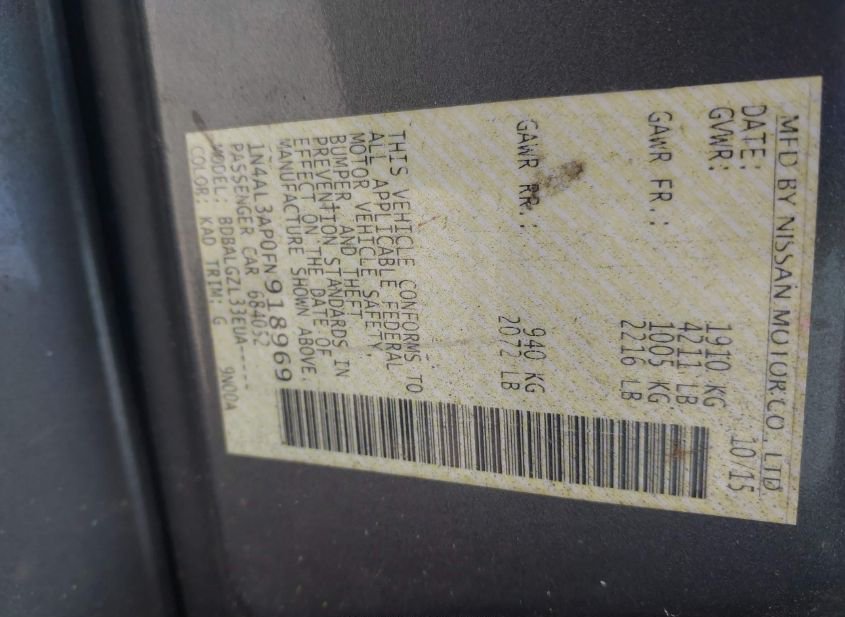 MFD BY NISSAN MOTOR CO., LTD
DATE: 10/15
GVWR: 1910 KG
4211 LB
GAWR FR.: 1005 KG
2216 LB
GAWR RR.: 940 KG
2072 LB
THIS VEHICLE CONFORMS TO
ALL APPLICABLE FEDERAL
MOTOR VEHICLE SAFETY,
BUMPER, AND THEFT
PREVENTION STANDARDS IN
EFFECT ON THE DATE OF
MANUFACTURE SHOWN ABOVE.
1N4AL3AP0FN918969
PASSENGER CAR 684032
MODEL: BDBALGZL33EUA-----
COLOR: KAD TRIM: G 9N00A